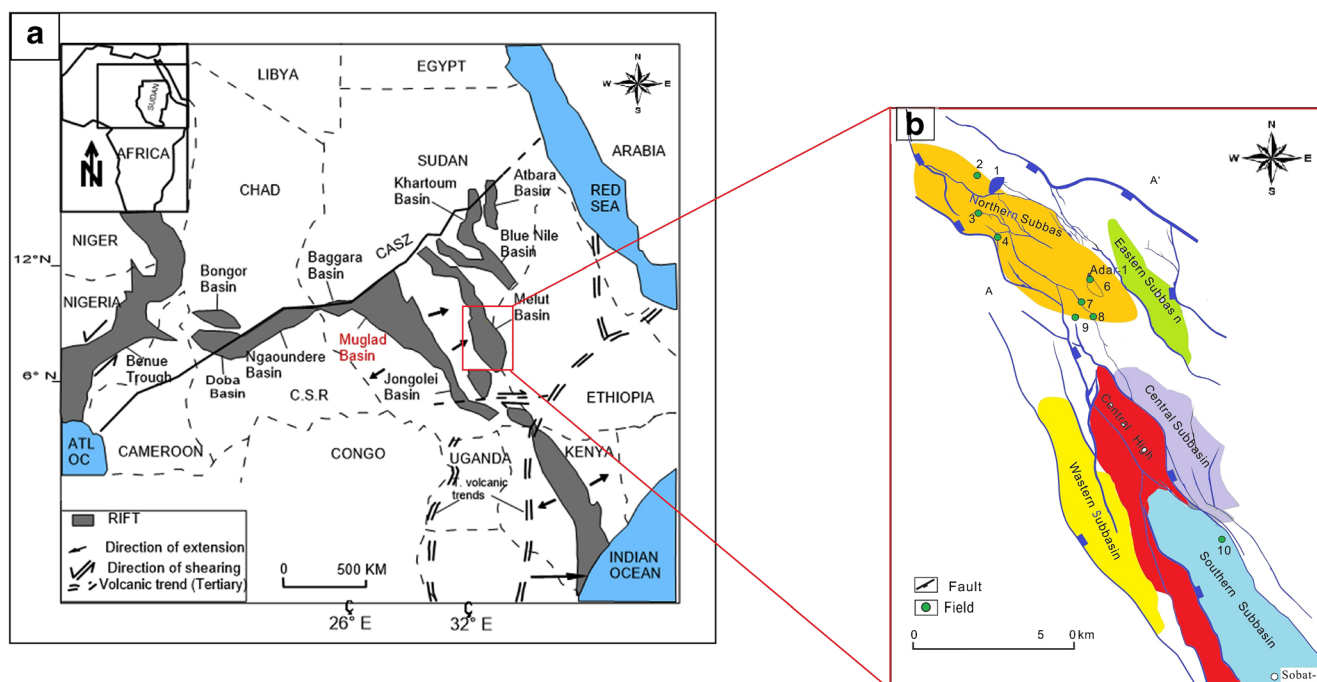 a
N
W
E
S
LIBYA
EGYPT
SUDAN
AFRICA
N
ARABIA
SUDAN
CHAD
Khartoum
Basin
Atbara
Basin
RED
SEA
NIGER
CASZ
Blue Nile
Basin
12°N
Baggara
Basin
Bongor
Basin
NIGERIA
Melut
Basin
Muglad
Basin
Benue
Trough
Ngaoundere
Basin
Doba
Basin
6° N
Jongolei
Basin
C.S.R
ETHIOPIA
ATL
OC
CAMEROON
CONGO
UGANDA
KENYA
T. volcanic
trends
RIFT
Direction of extension
Direction of shearing
Volcanic trend (Tertiary)
0 500 KM
INDIAN
OCEAN
26° E
32° E
b
N
W
E
S
2
1
A'
3
Northern Subbas
4
Eastern Subbas n
Adar-1
6
A
7
8
9
Central High
Central Subbasin
Wastern Subbasin
10
Southern Subbasin
Fault
Field
0 5 0km
Sobat-